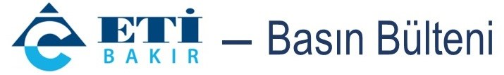 ETİ
BAKIR
— Basın Bülteni